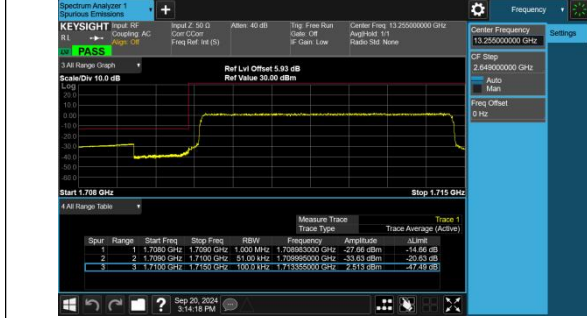 Spectrum Analyzer 1
Spurious Emissions
Frequency
KEYSIGHT Input: RF
R L
Coupling: AC
Align: Off
Input Z: 50 Ω
Corr CCorr
Freq Ref: Int (S)
Atten: 40 dB
Trig: Free Run
Gate: Off
IF Gain: Low
Center Freq: 13.255000000 GHz
Avg|Hold: 1/1
Radio Std: None
PASS
Center Frequency
13.255000000 GHz
Settings
CF Step
2.649000000 GHz
Auto
Man
Freq Offset
0 Hz
3 All Range Graph
Scale/Div 10.0 dB
Ref Lvl Offset 5.93 dB
Ref Value 30.00 dBm
Log
20.0
10.0
0.00
-10.0
-20.0
-30.0
-40.0
-50.0
-60.0
Start 1.708 GHz
Stop 1.715 GHz
4 All Range Table
Measure Trace Trace 1
Trace Type Trace Average (Active)
Spur Range Start Freq Stop Freq RBW Frequency Amplitude ΔLimit
1 1 1.7080 GHz 1.7090 GHz 1.000 MHz 1.708983000 GHz -27.66 dBm -14.66 dB
2 2 1.7090 GHz 1.7100 GHz 51.00 kHz 1.709995000 GHz -33.63 dBm -20.63 dB
3 3 1.7100 GHz 1.7150 GHz 100.0 kHz 1.713355000 GHz 2.513 dBm -47.49 dB
Sep 20, 2024
3:14:18 PM